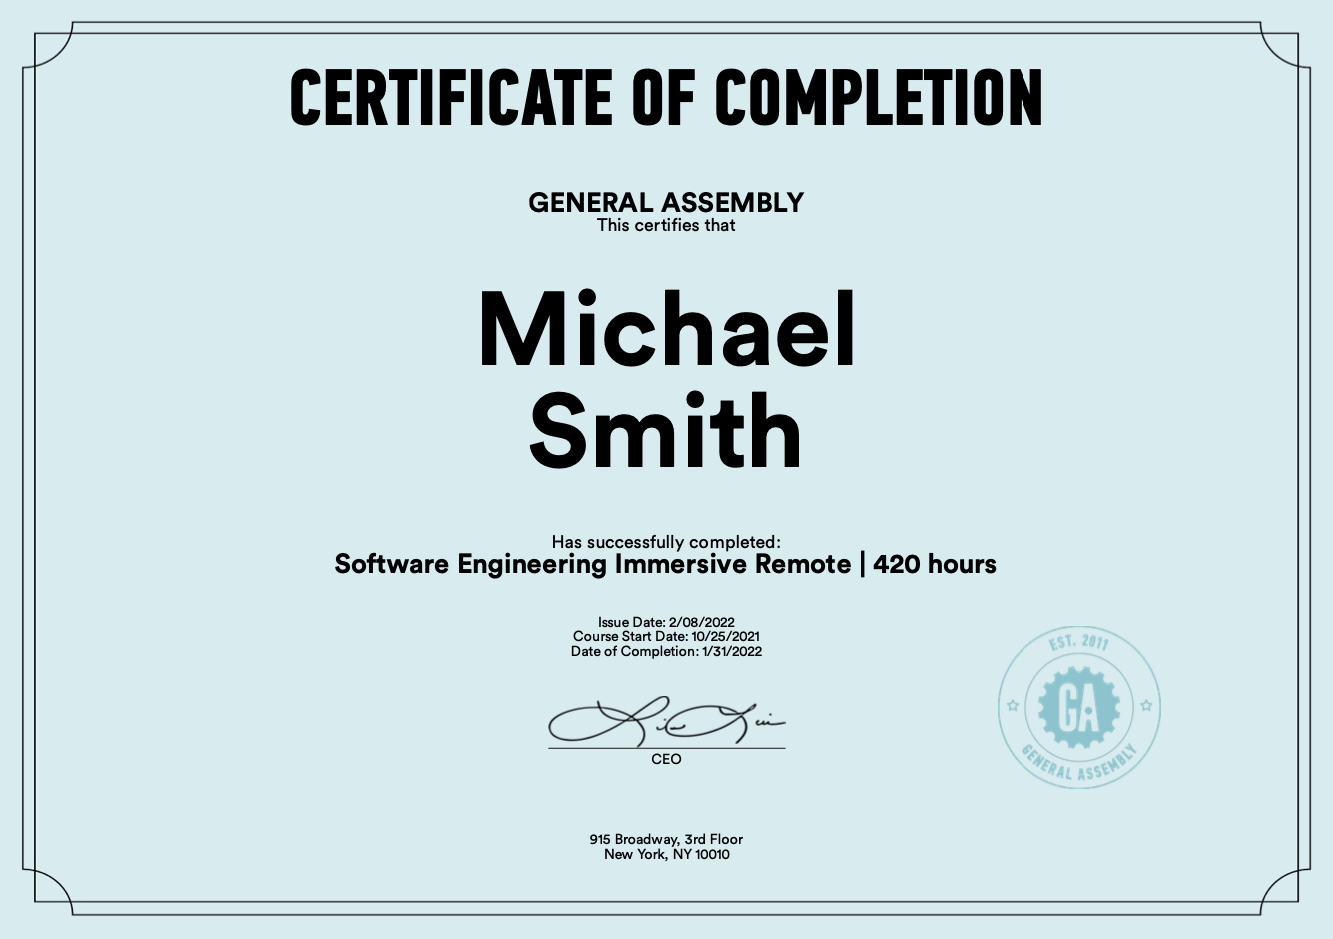 CERTIFICATE OF COMPLETION
GENERAL ASSEMBLY
This certifies that
Michael
Smith
Has successfully completed:
Software Engineering Immersive Remote | 420 hours
Issue Date: 2/08/2022
Course Start Date: 10/25/2021
Date of Completion: 1/31/2022
CEO
EST. 2011
GA
GENERAL ASSEMBLY
915 Broadway, 3rd Floor
New York, NY 10010